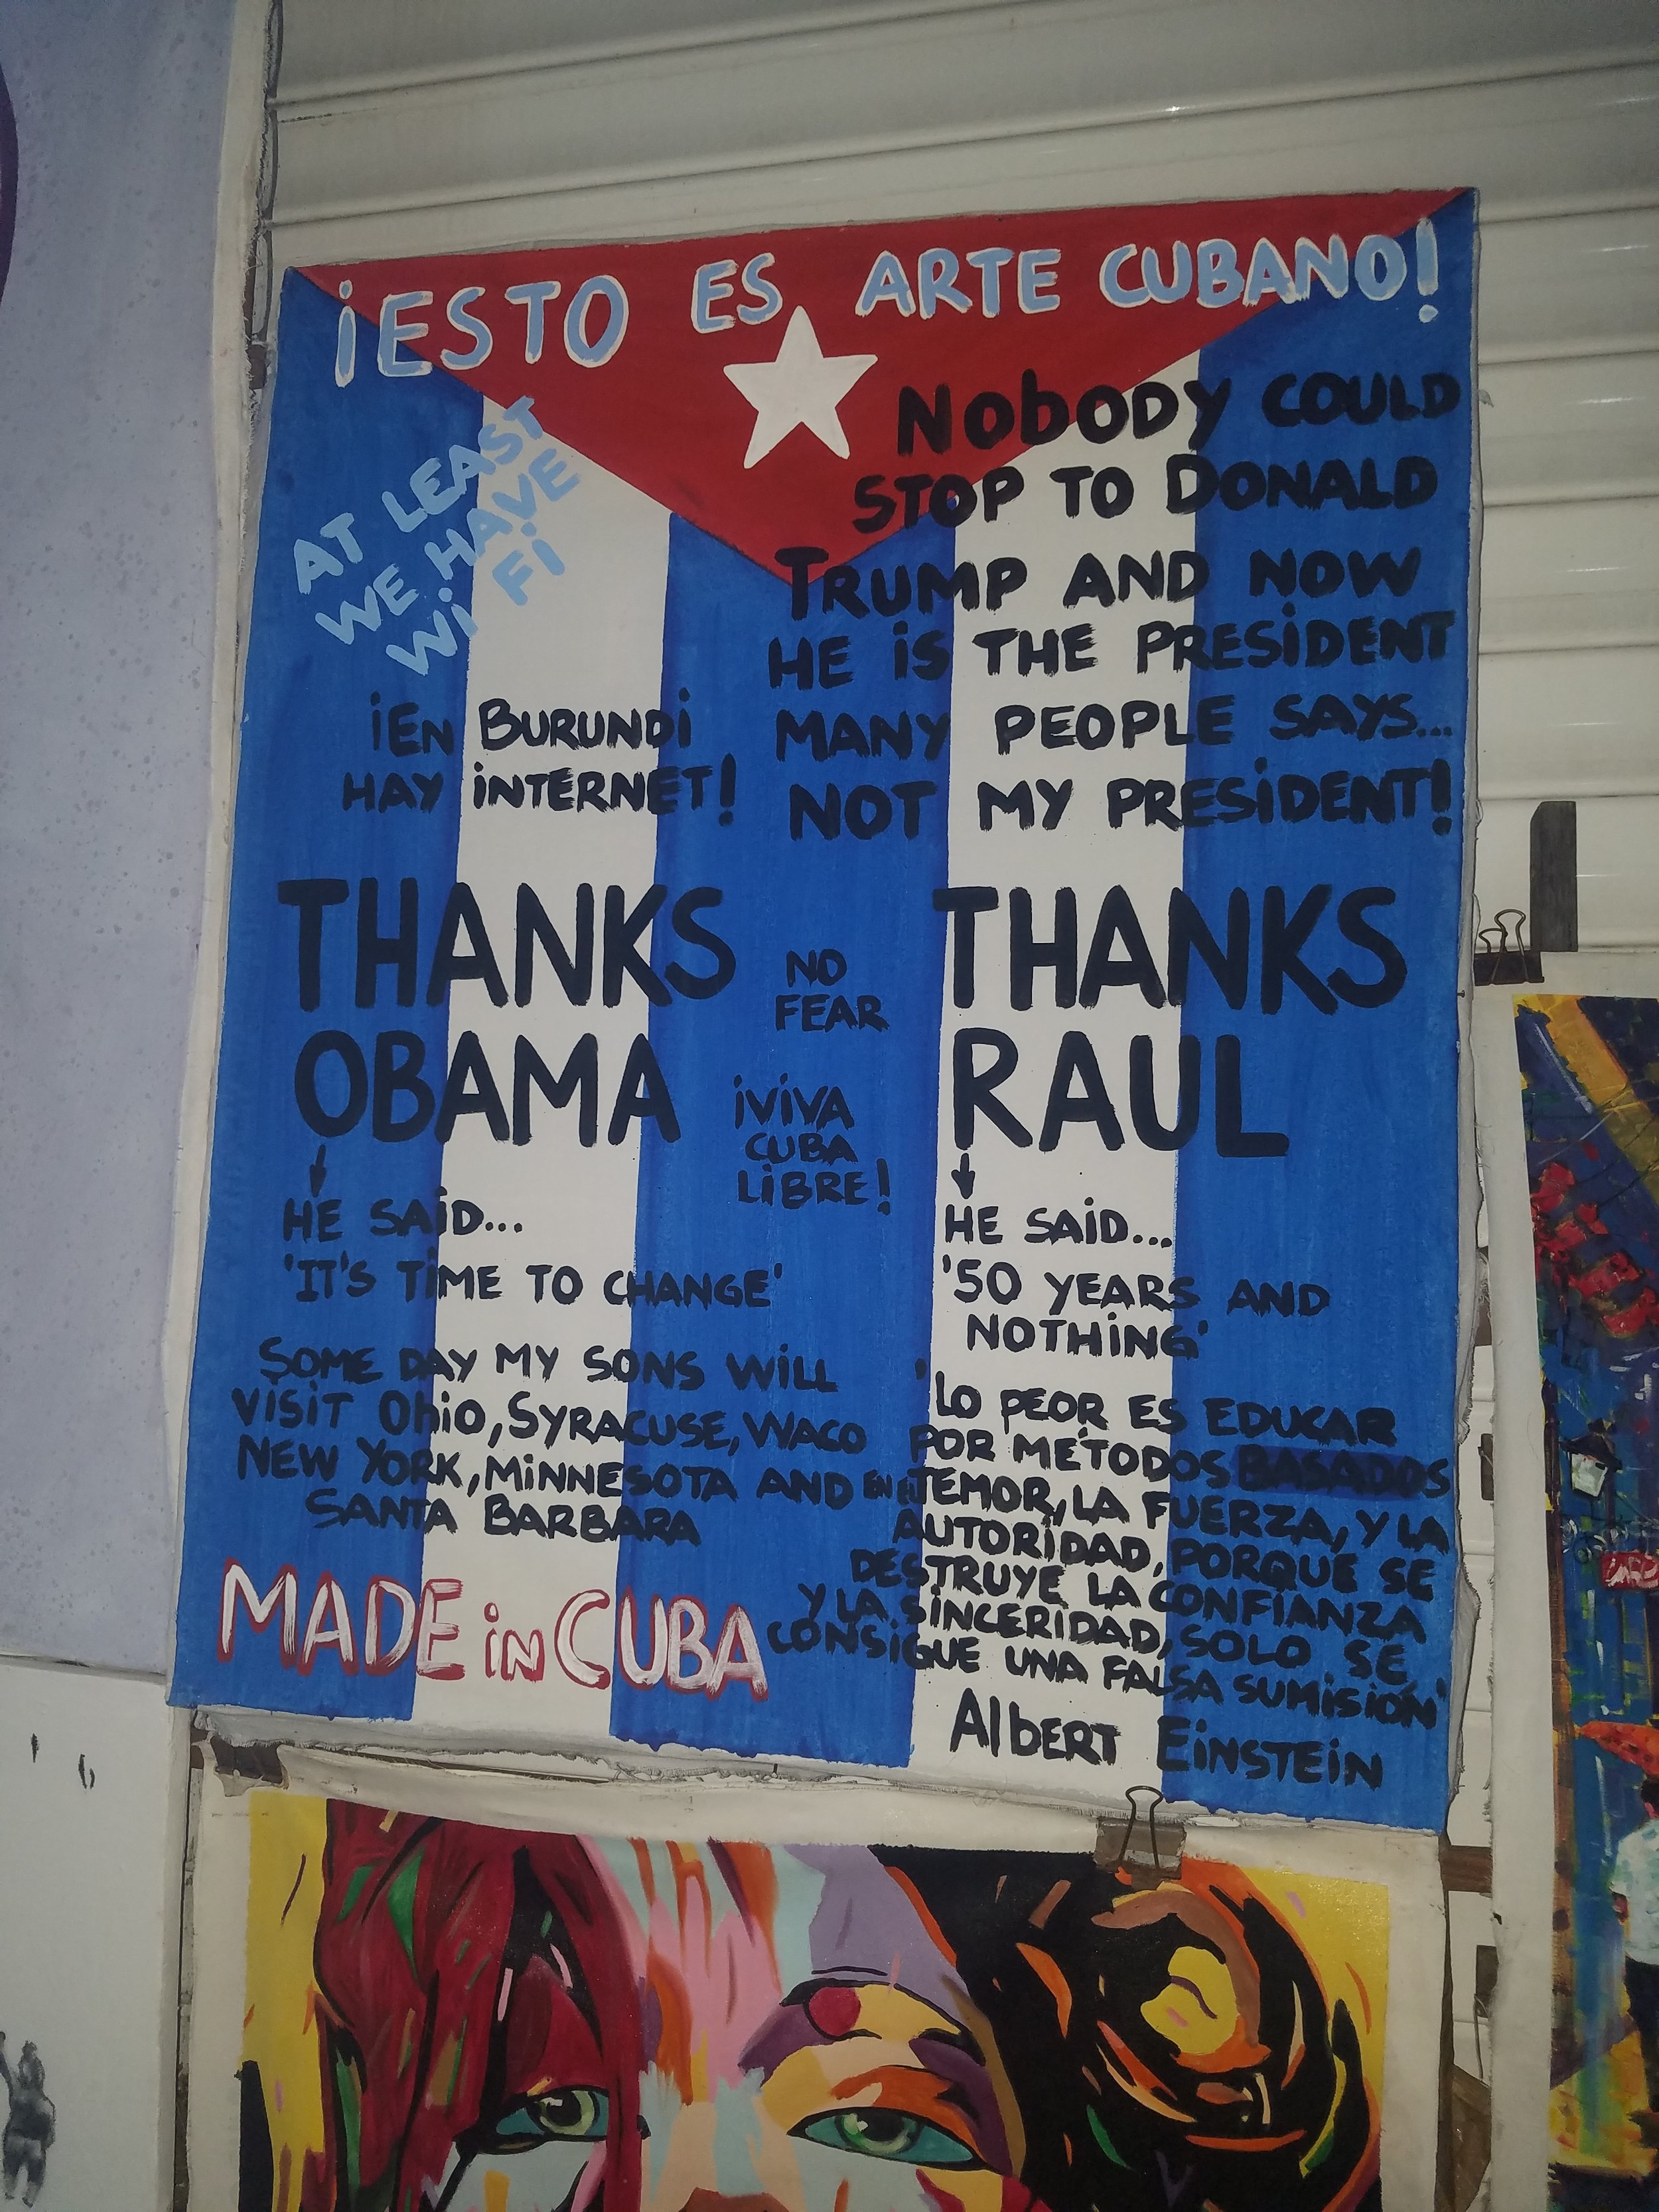 ¡ESTO ES ARTE CUBANO!
AT LEAST
WE HAVE
Wi Fi
¡EN BURUNDi
HAY iNTERNET!
NobODY COULD
STOP TO DONALD
TRUMP AND NOW
HE iS THE PRESiDENT
MANY PEOPLE SAYS...
NOT MY PRESiDENT!
THANKS
OBAMA
HE SAiD...
'IT'S TiME TO CHANGE'
SOME DAY MY SONS WiLL
ViSiT OhiO, SYRACUSE, WACO
NEW YORK, MiNNESOTA AND
SANTA BARBARA
MADE iN CUBA
NO
FEAR
¡ViVA
CUBA
LiBRE!
THANKS
RAUL
HE SAiD...
'50 YEARS AND
NOTHiNG'
'LO PEOR ES EDUCAR
POR MÉTODOS BASADOS
EN EL TEMOR, LA FUERZA, Y LA
AUTORiDAD, PORQUE SE
DESTRUYE LA CONFIANZA
Y LA SiNCERiDAD, SOLO SE
CONSiGUE UNA FALSA SUMiSiÓN'
AlbERT EiNSTEiN